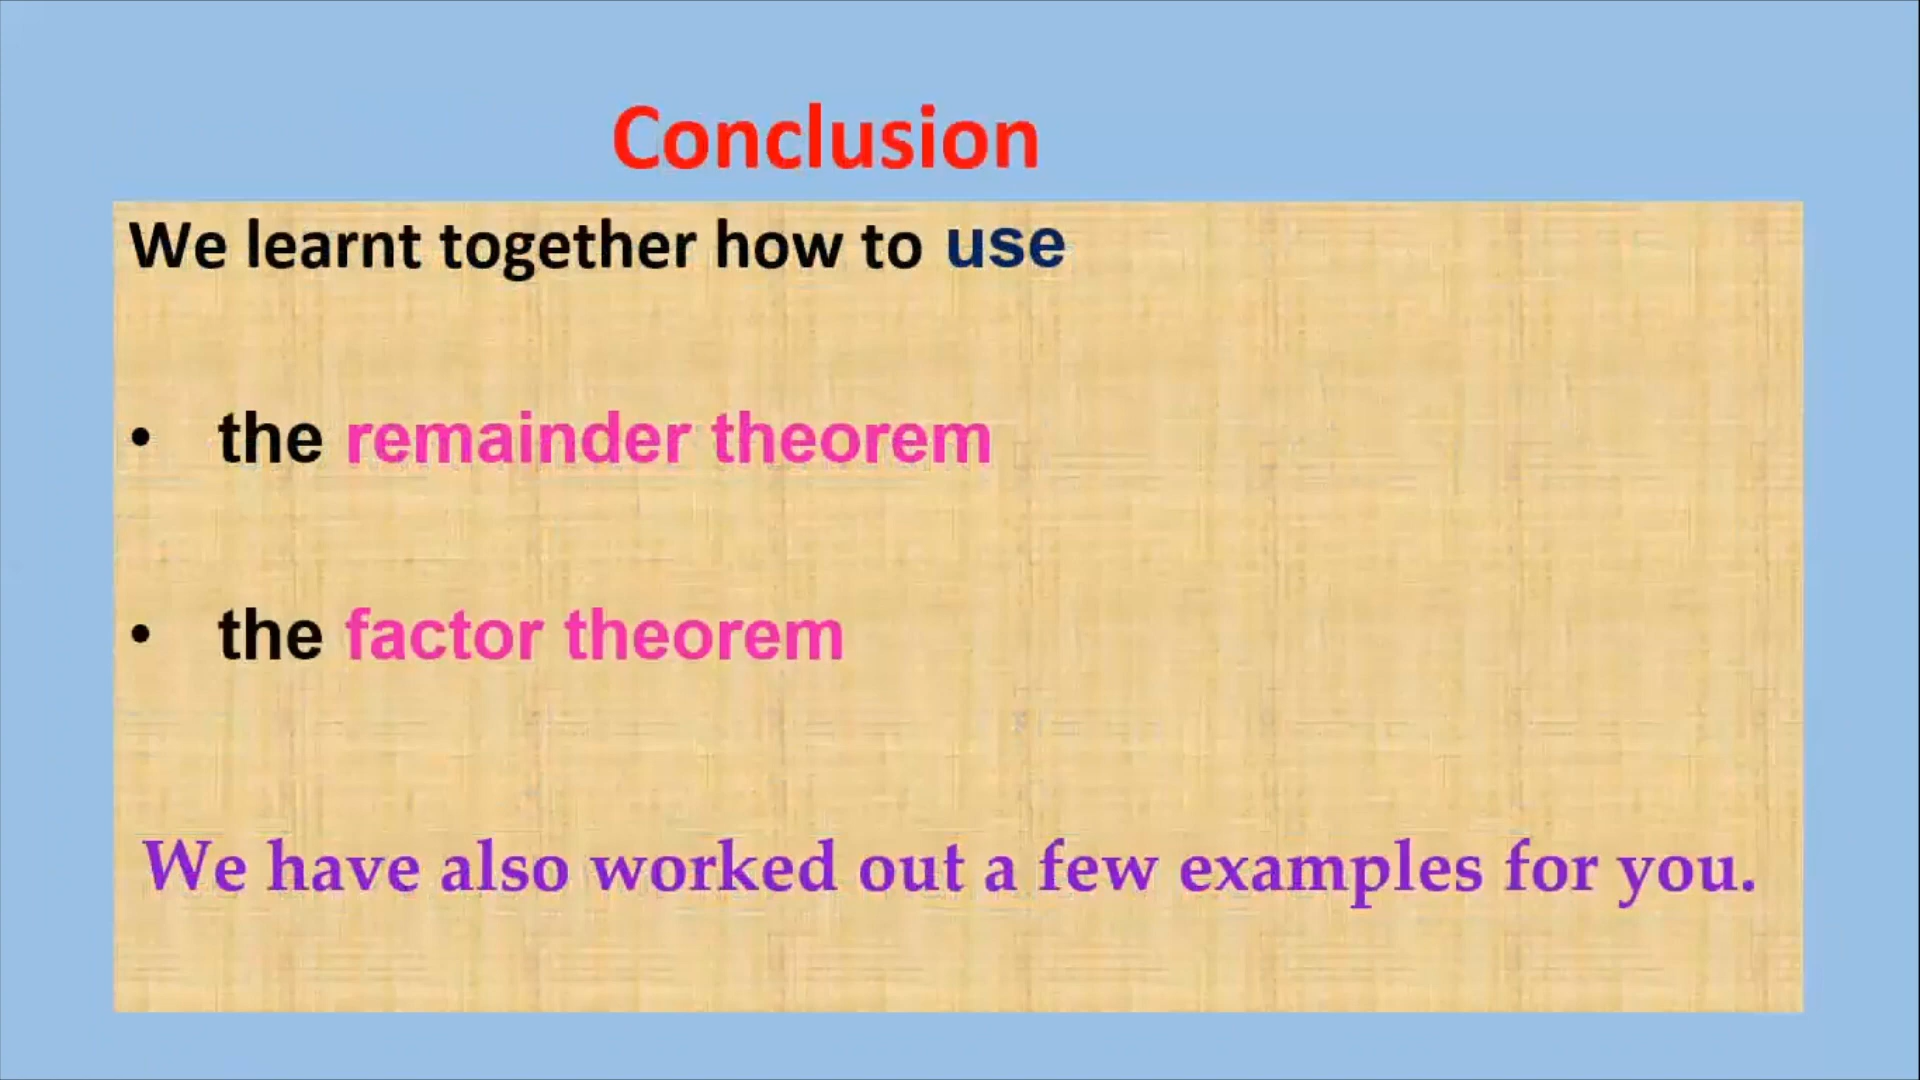 Conclusion
We learnt together how to use
• the remainder theorem
• the factor theorem
We have also worked out a few examples for you.